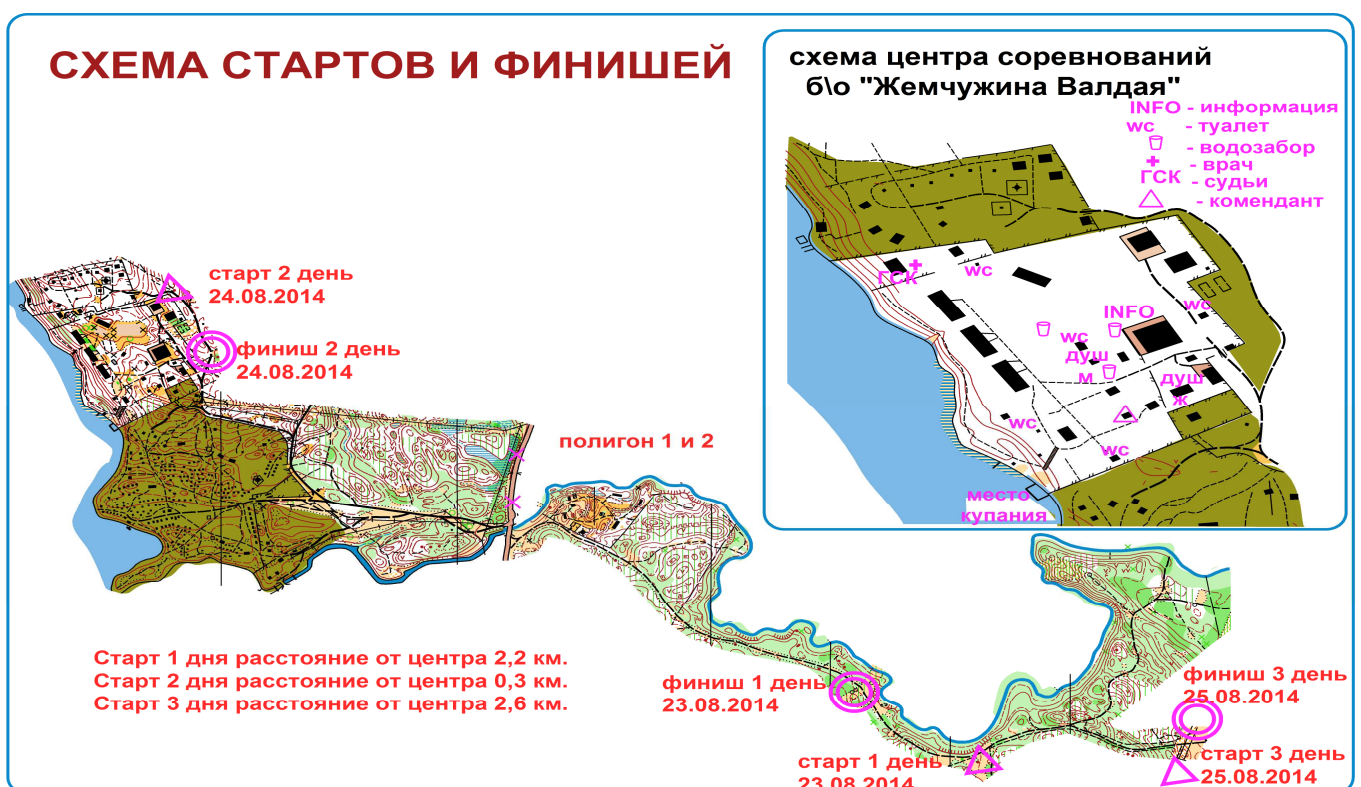 СХЕМА СТАРТОВ И ФИНИШЕЙ
схема центра соревнований
б\о "Жемчужина Валдая"
INFO - информация
wc - туалет
- водозабор
- врач
ГСК - судьи
- комендант
ГСК
wc
wc
INFO
wc
душ
м
душ
ж
wc
wc
место
купания
старт 2 день
24.08.2014
финиш 2 день
24.08.2014
полигон 1 и 2
Старт 1 дня расстояние от центра 2,2 км.
Старт 2 дня расстояние от центра 0,3 км.
Старт 3 дня расстояние от центра 2,6 км.
финиш 1 день
23.08.2014
старт 1 день
23.08.2014
финиш 3 день
25.08.2014
старт 3 день
25.08.2014